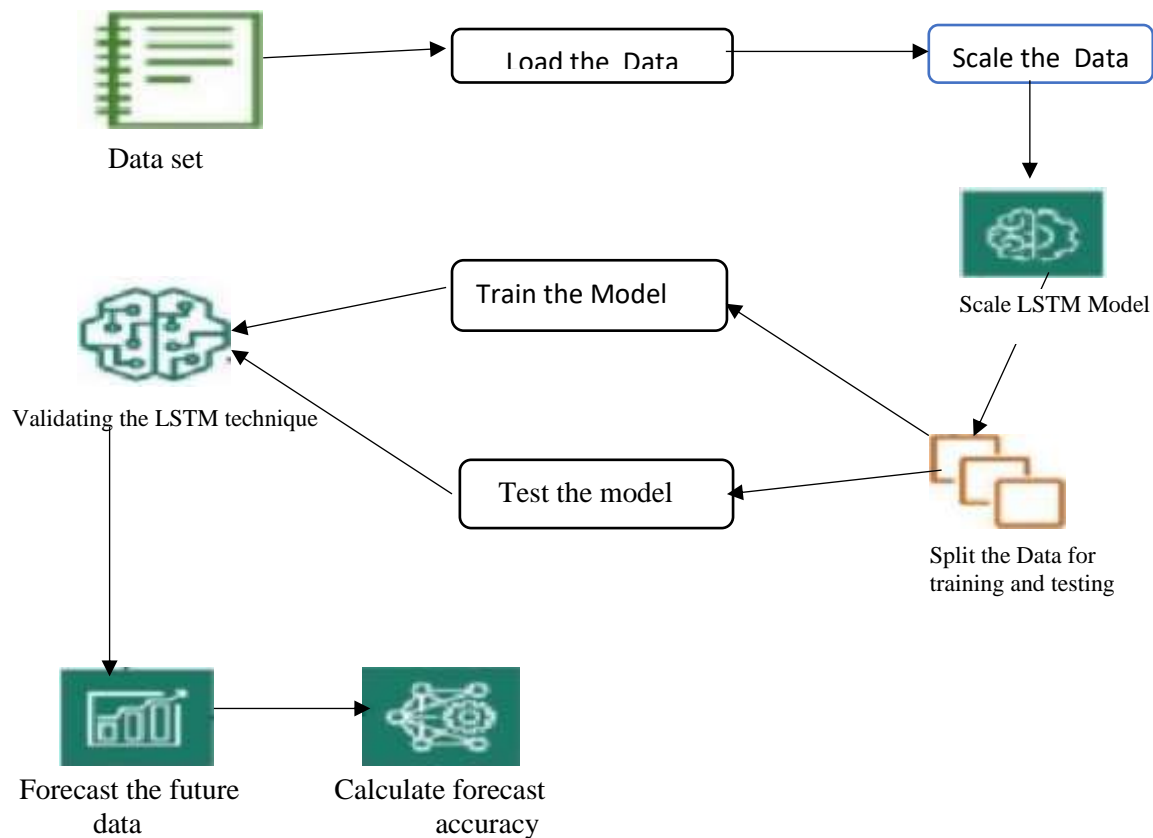 Load the Data
Scale the Data
Data set
Scale LSTM Model
Train the Model
Validating the LSTM technique
Test the model
Split the Data for
training and testing
Forecast the future
data
Calculate forecast
accuracy